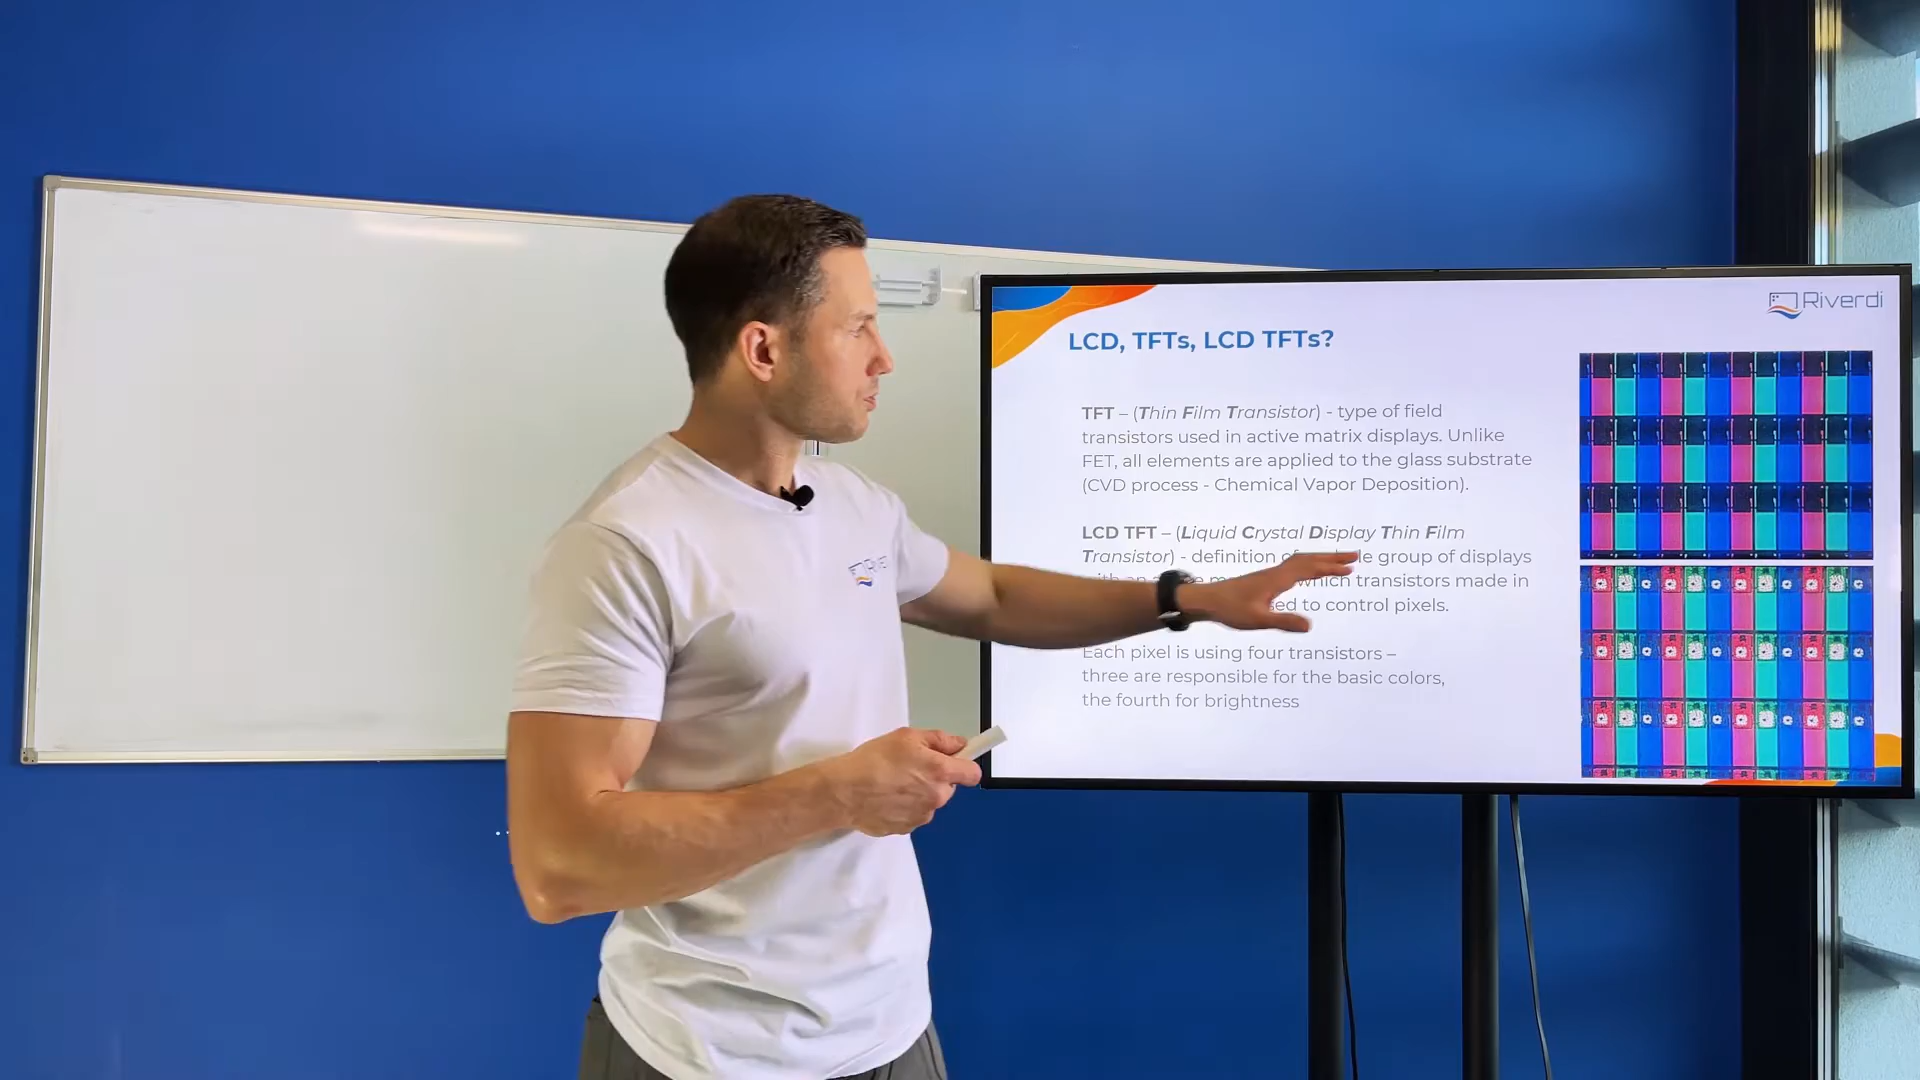 Riverdi
LCD, TFTs, LCD TFTs?
TFT – (Thin Film Transistor) - type of field
transistors used in active matrix displays. Unlike
FET, all elements are applied to the glass substrate
(CVD process - Chemical Vapor Deposition).
LCD TFT – (Liquid Crystal Display Thin Film
Transistor) - definition group of displays
which transistors made in
to control pixels.
Each pixel is using four transistors –
three are responsible for the basic colors,
the fourth for brightness